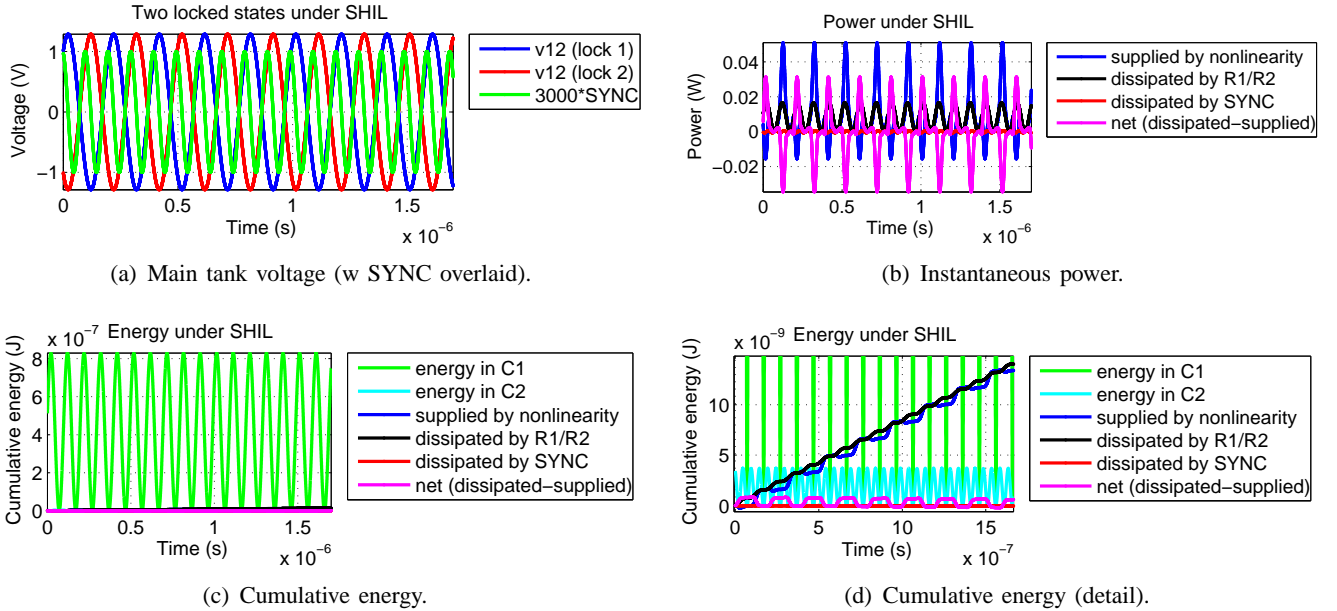 Two locked states under SHIL
Voltage (V)
1
0
−1
0
0.5
1
1.5
Time (s)
x 10⁻⁶
v12 (lock 1)
v12 (lock 2)
3000*SYNC
(a) Main tank voltage (w SYNC overlaid).
Power under SHIL
Power (W)
0.04
0.02
0
−0.02
0
0.5
1
1.5
Time (s)
x 10⁻⁶
supplied by nonlinearity
dissipated by R1/R2
dissipated by SYNC
net (dissipated−supplied)
(b) Instantaneous power.
x 10⁻⁷
Energy under SHIL
Cumulative energy (J)
8
6
4
2
0
0
0.5
1
1.5
Time (s)
x 10⁻⁶
energy in C1
energy in C2
supplied by nonlinearity
dissipated by R1/R2
dissipated by SYNC
net (dissipated−supplied)
(c) Cumulative energy.
x 10⁻⁹
Energy under SHIL
Cumulative energy (J)
10
5
0
0
5
10
15
Time (s)
x 10⁻⁷
energy in C1
energy in C2
supplied by nonlinearity
dissipated by R1/R2
dissipated by SYNC
net (dissipated−supplied)
(d) Cumulative energy (detail).